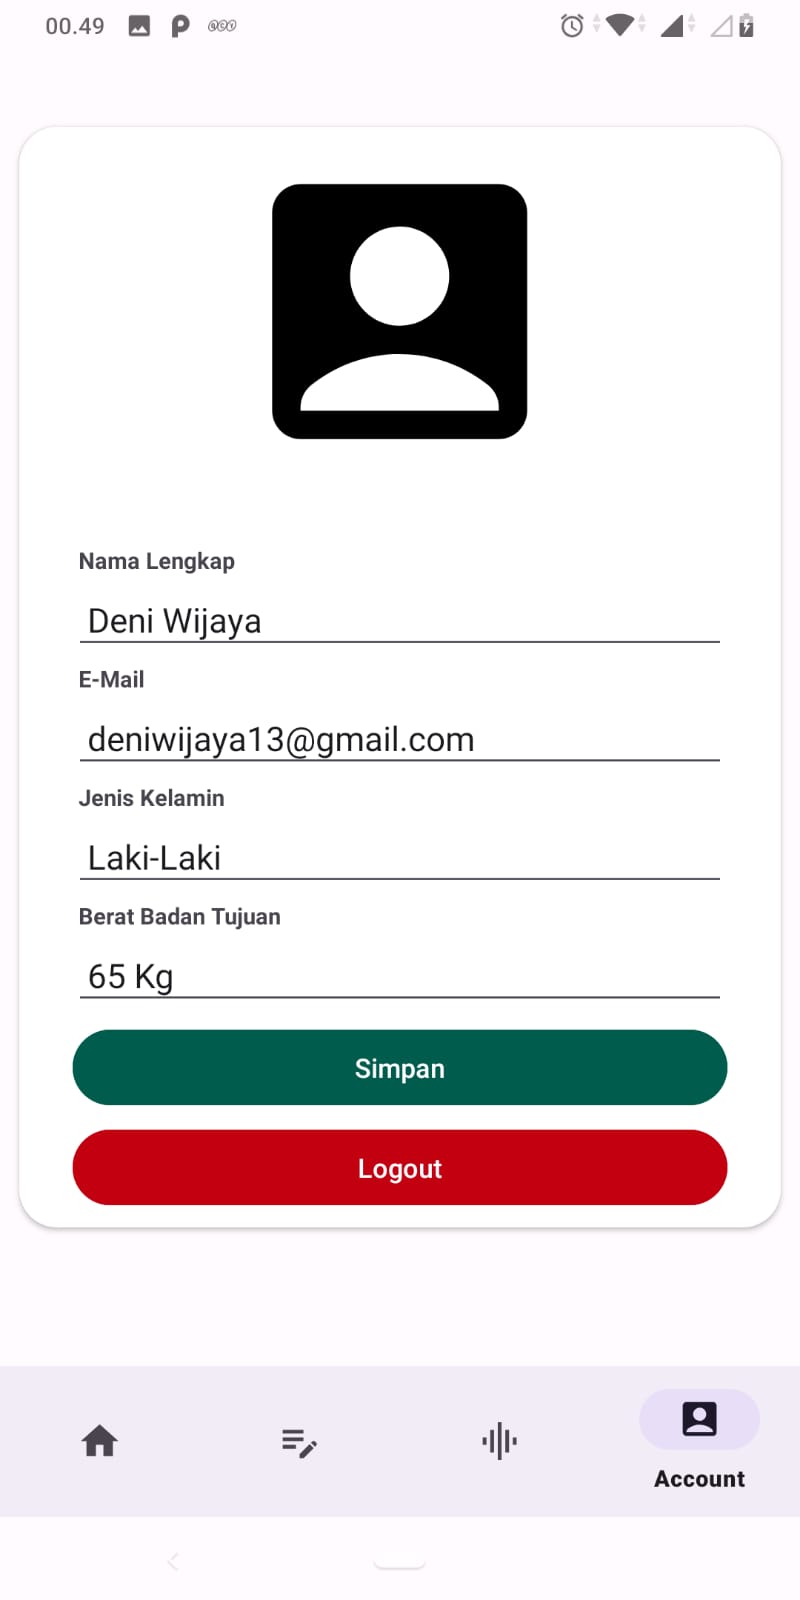 00.49
Nama Lengkap
Deni Wijaya
E-Mail
deniwijaya13@gmail.com
Jenis Kelamin
Laki-Laki
Berat Badan Tujuan
65 Kg
Simpan
Logout
Account